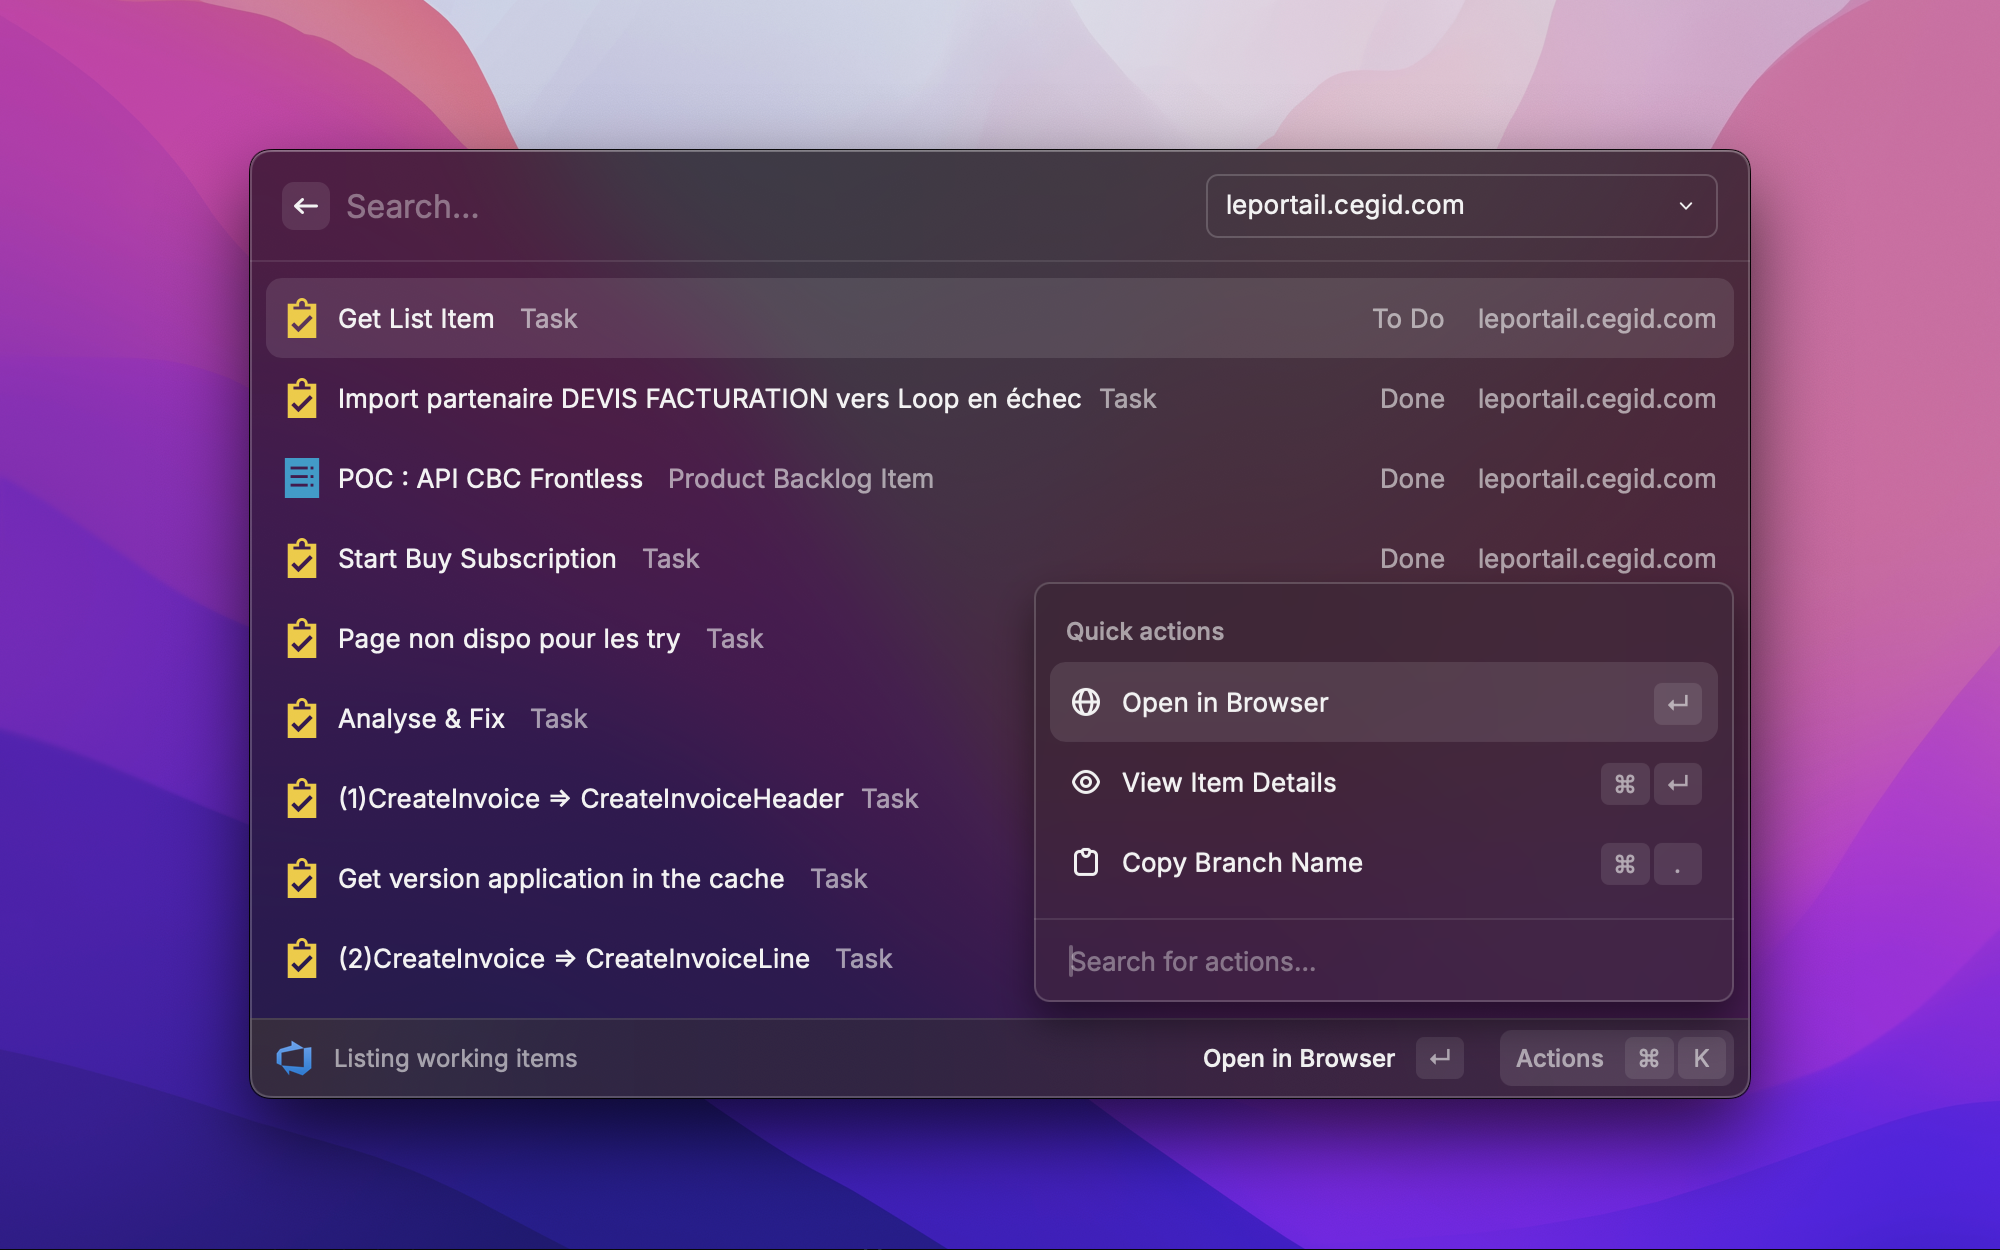 Search...
leportail.cegid.com
Get List Item Task To Do leportail.cegid.com
Import partenaire DEVIS FACTURATION vers Loop en échec Task Done leportail.cegid.com
POC : API CBC Frontless Product Backlog Item Done leportail.cegid.com
Start Buy Subscription Task Done leportail.cegid.com
Page non dispo pour les try Task
Analyse & Fix Task
(1)CreateInvoice => CreateInvoiceHeader Task
Get version application in the cache Task
(2)CreateInvoice => CreateInvoiceLine Task
Quick actions
Open in Browser ↵
View Item Details ⌘ ↵
Copy Branch Name ⌘ .
Search for actions...
Listing working items
Open in Browser ↵
Actions ⌘ K